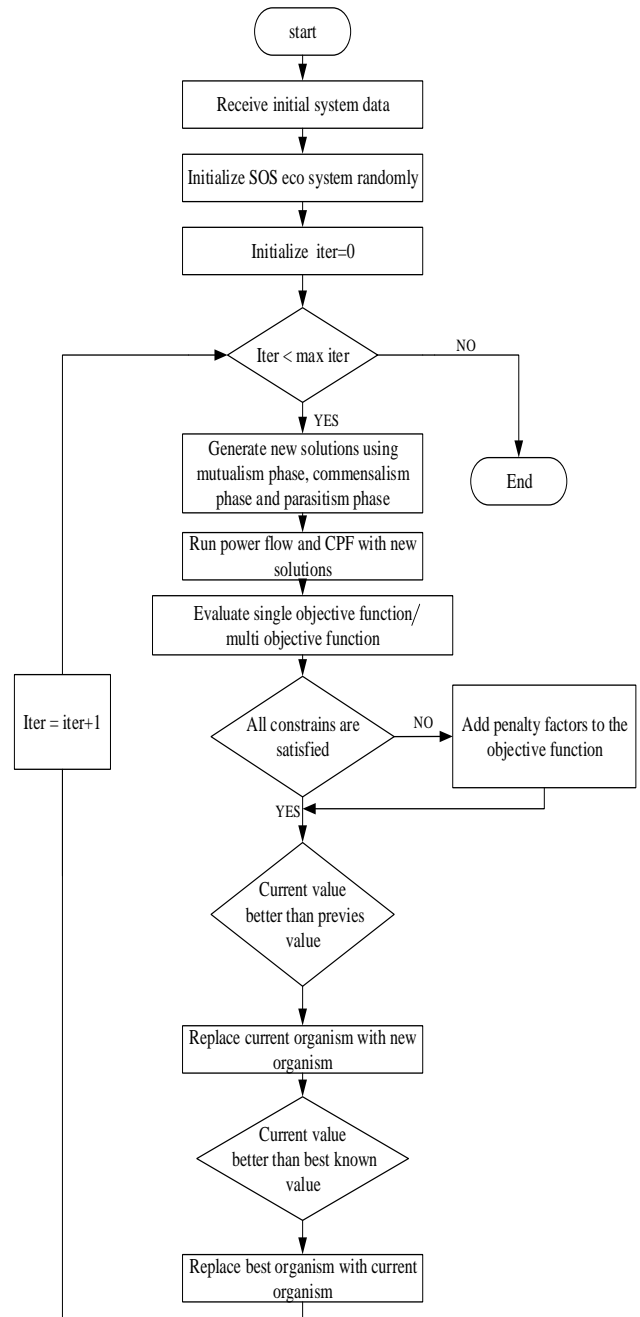 start
Receive initial system data
Initialize SOS eco system randomly
Initialize iter=0
Iter < max iter
NO
YES
End
Generate new solutions using
mutualism phase, commensalism
phase and parasitism phase
Run power flow and CPF with new
solutions
Evaluate single objective function/
multi objective function
Iter = iter+1
All constrains are
satisfied
NO
Add penalty factors to the
objective function
YES
Current value
better than previes
value
Replace current organism with new
organism
Current value
better than best known
value
Replace best organism with current
organism